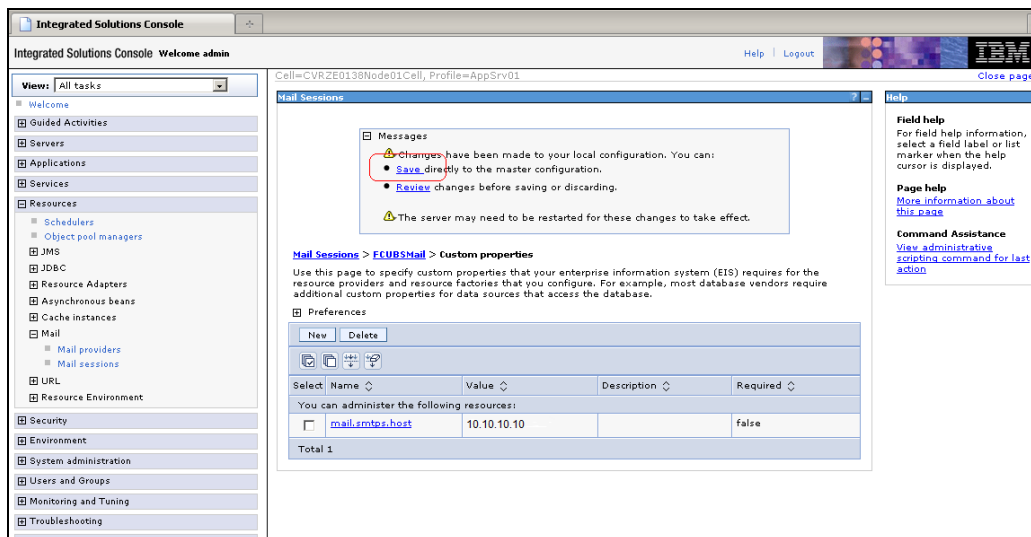 Integrated Solutions Console
Integrated Solutions Console Welcome admin
Help Logout
IBM
View: All tasks
Welcome
Guided Activities
Servers
Applications
Services
Resources
Schedulers
Object pool managers
JMS
JDBC
Resource Adapters
Asynchronous beans
Cache instances
Mail
Mail providers
Mail sessions
URL
Resource Environment
Security
Environment
System administration
Users and Groups
Monitoring and Tuning
Troubleshooting
Cell=CVRZE0138Node01Cell, Profile=AppSrv01
Close page
Mail Sessions
? -
Messages
Changes have been made to your local configuration. You can:
Save directly to the master configuration.
Review changes before saving or discarding.
The server may need to be restarted for these changes to take effect.
Mail Sessions > FCUBSMail > Custom properties
Use this page to specify custom properties that your enterprise information system (EIS) requires for the
resource providers and resource factories that you configure. For example, most database vendors require
additional custom properties for data sources that access the database.
Preferences
New Delete
Select Name Value Description Required
You can administer the following resources:
mail.smtps.host 10.10.10.10 false
Total 1
Help
Field help
For field help information,
select a field label or list
marker when the help
cursor is displayed.
Page help
More information about
this page
Command Assistance
View administrative
scripting command for last
action